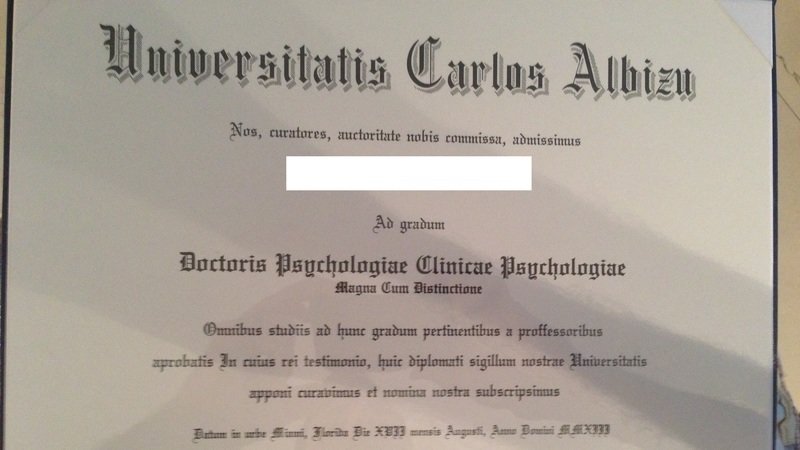 Universitatis Carlos Albizu
Nos, curatores, auctoritate nobis commissa, admissimus
Ad gradum
Doctoris Psychologiae Clinicae Psychologiae
Magna Cum Distinctione
Omnibus studiis ad hunc gradum pertinentibus a proffessoribus
aprobatis In cuius rei testimonio, huic diplomati sigillum nostrae Universitatis
apponi curavimus et nomina nostra subscripsimus
Datum in urbe Miami, Florida Die XVII mensis Augusti, Anno Domini MMXIII